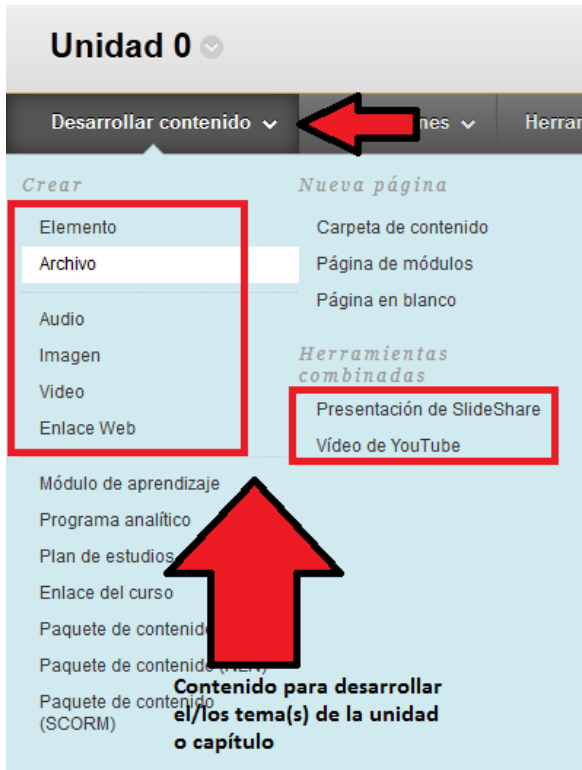 Unidad 0
Desarrollar contenido
nes
Herrar
Crear
Elemento
Archivo
Audio
Imagen
Video
Enlace Web
Módulo de aprendizaje
Programa analítico
Plan de estudios
Enlace del curso
Paquete de contenido
Paquete de contenido
Paquete de contenido
(SCORM)
Nueva página
Carpeta de contenido
Página de módulos
Página en blanco
Herramientas
combinadas
Presentación de SlideShare
Vídeo de YouTube
Contenido para desarrollar
el/los tema(s) de la unidad
o capítulo